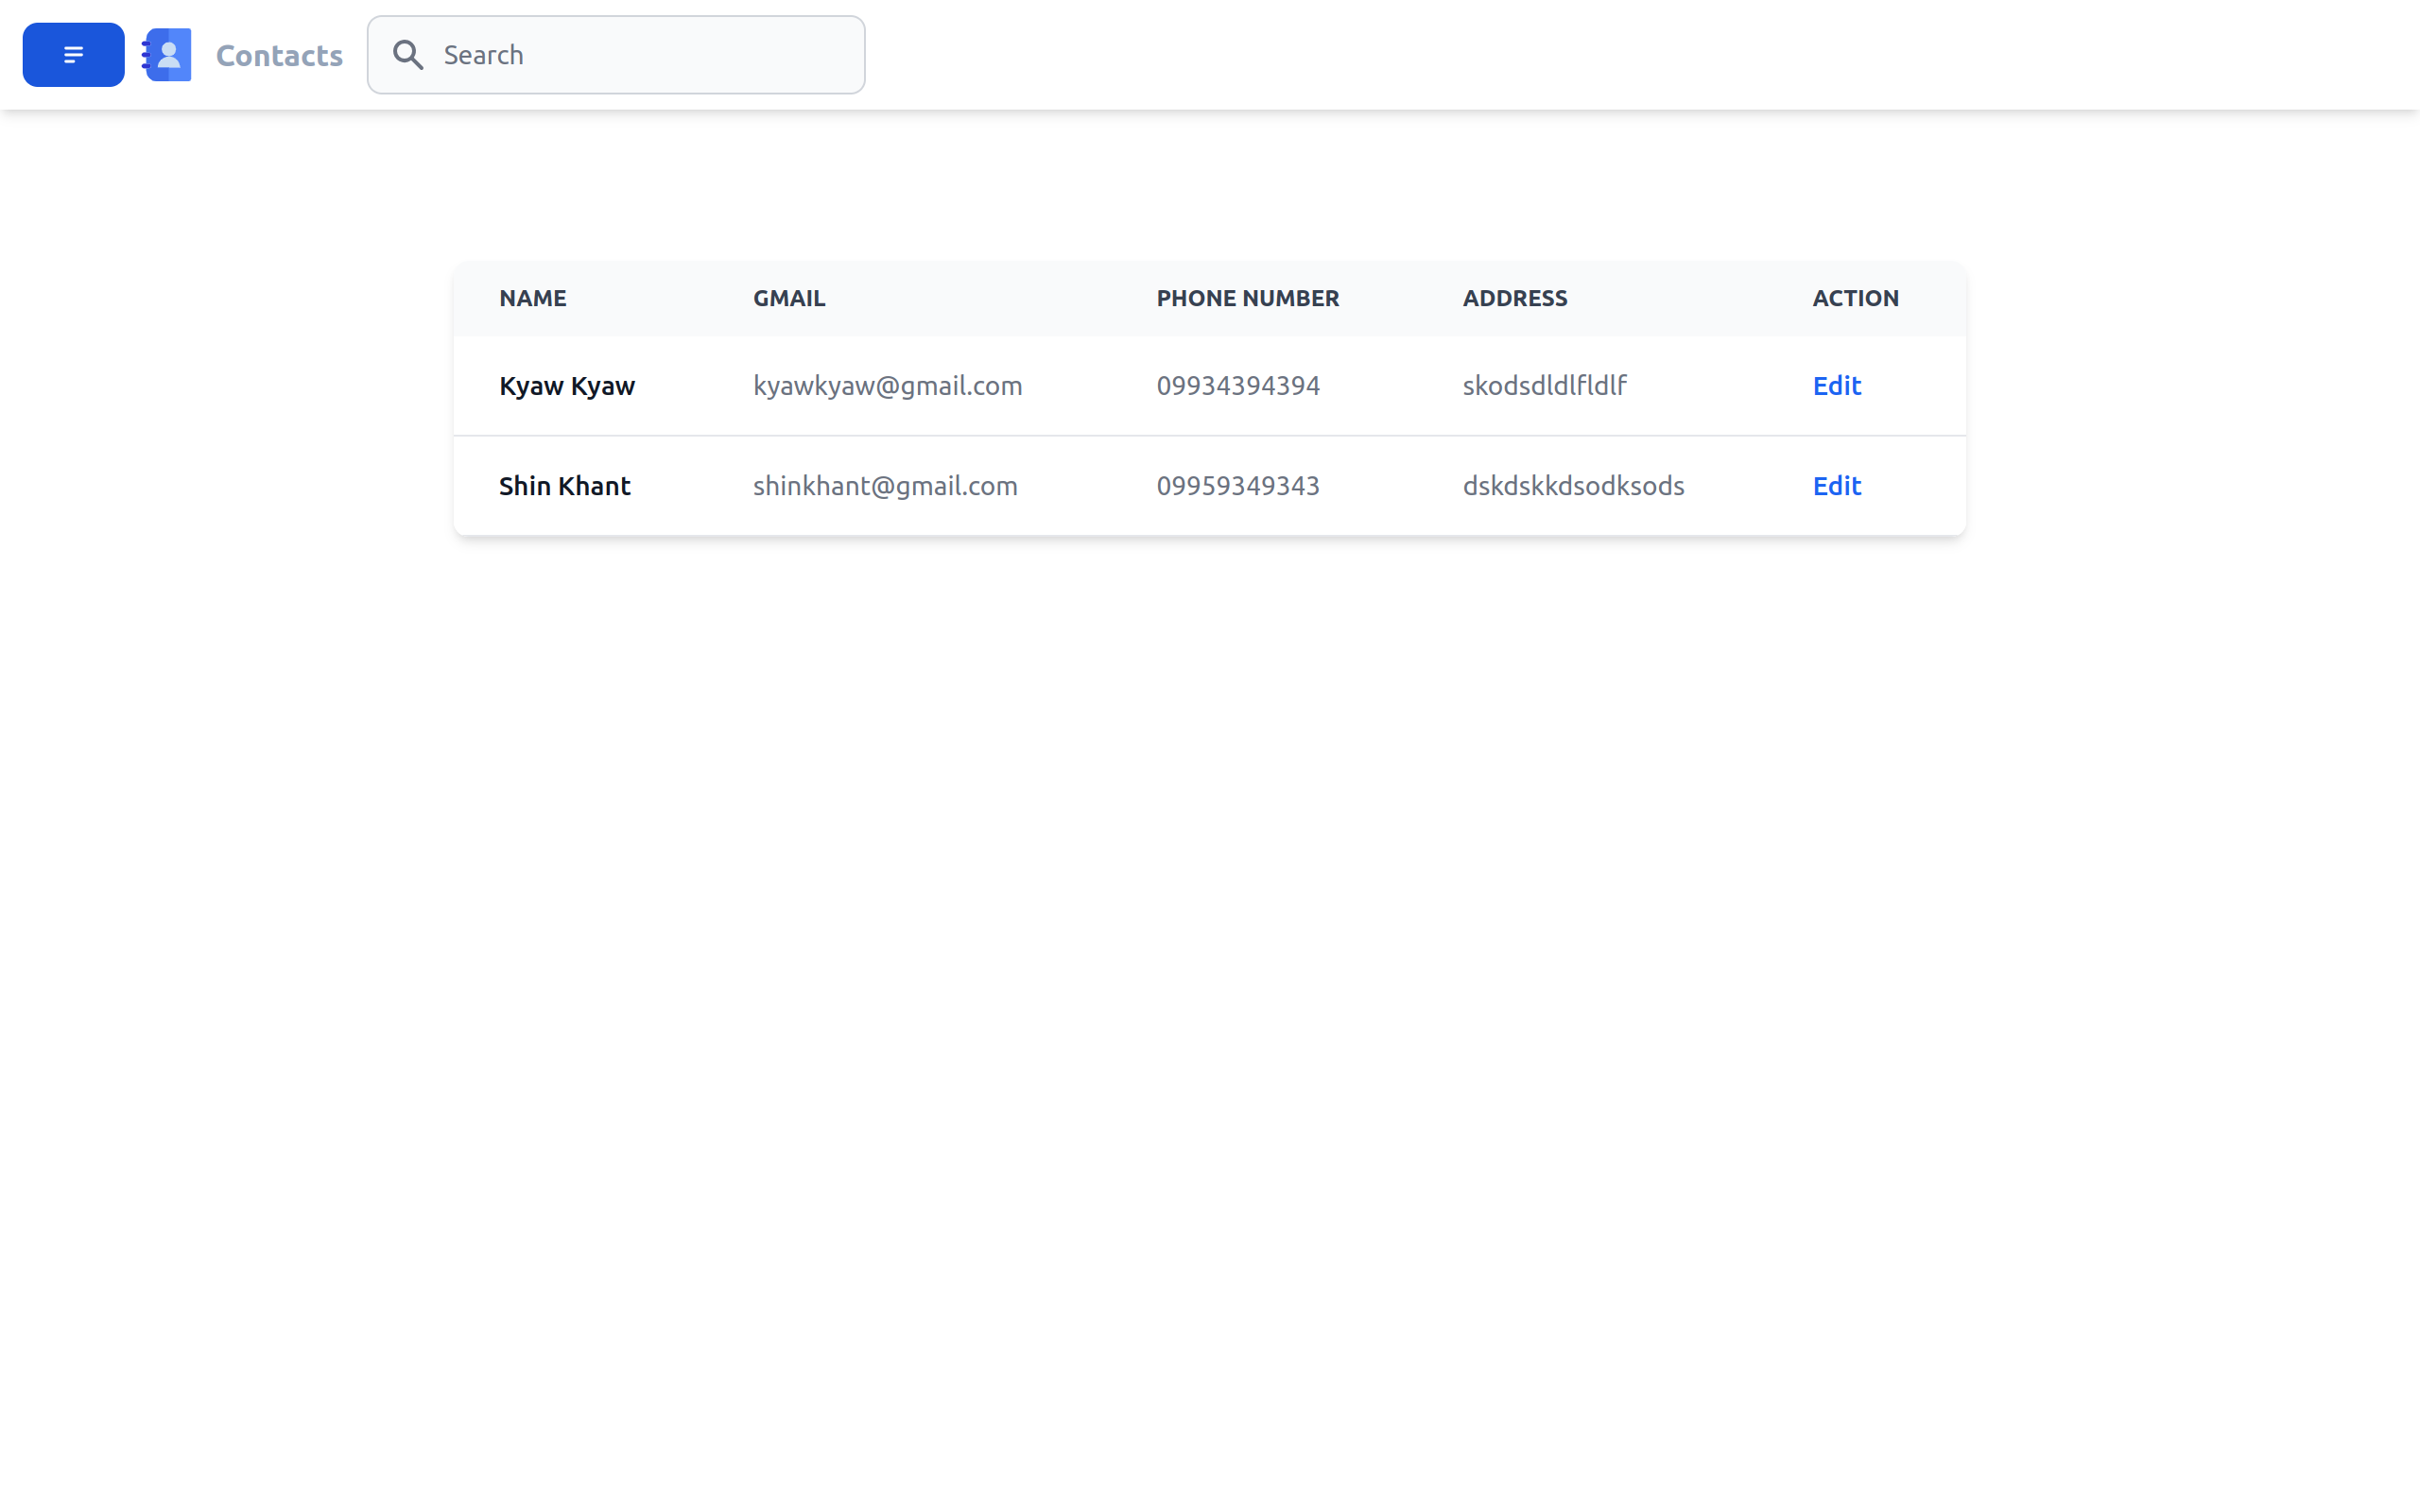 Contacts
Search
NAME GMAIL PHONE NUMBER ADDRESS ACTION
Kyaw Kyaw kyawkyaw@gmail.com 09934394394 skodsdldlfldlf Edit
Shin Khant shinkhant@gmail.com 09959349343 dskdskkdsodksods Edit